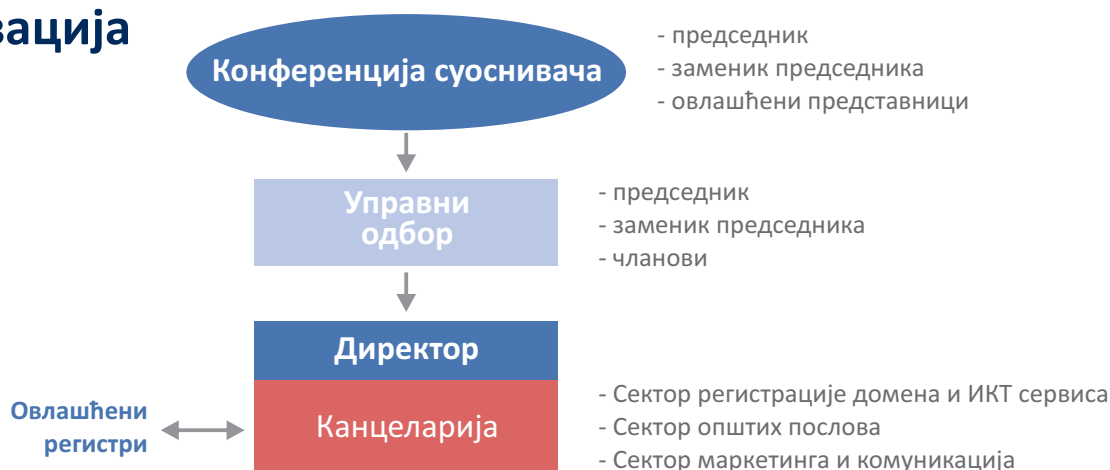 зација
Конференција суоснивача
- председник
- заменик председника
- овлашћени представници
Управни
одбор
- председник
- заменик председника
- чланови
Директор
Овлашћени
регистри
Канцеларија
- Сектор регистрације домена и ИКТ сервиса
- Сектор општих послова
- Сектор маркетинга и комуникација